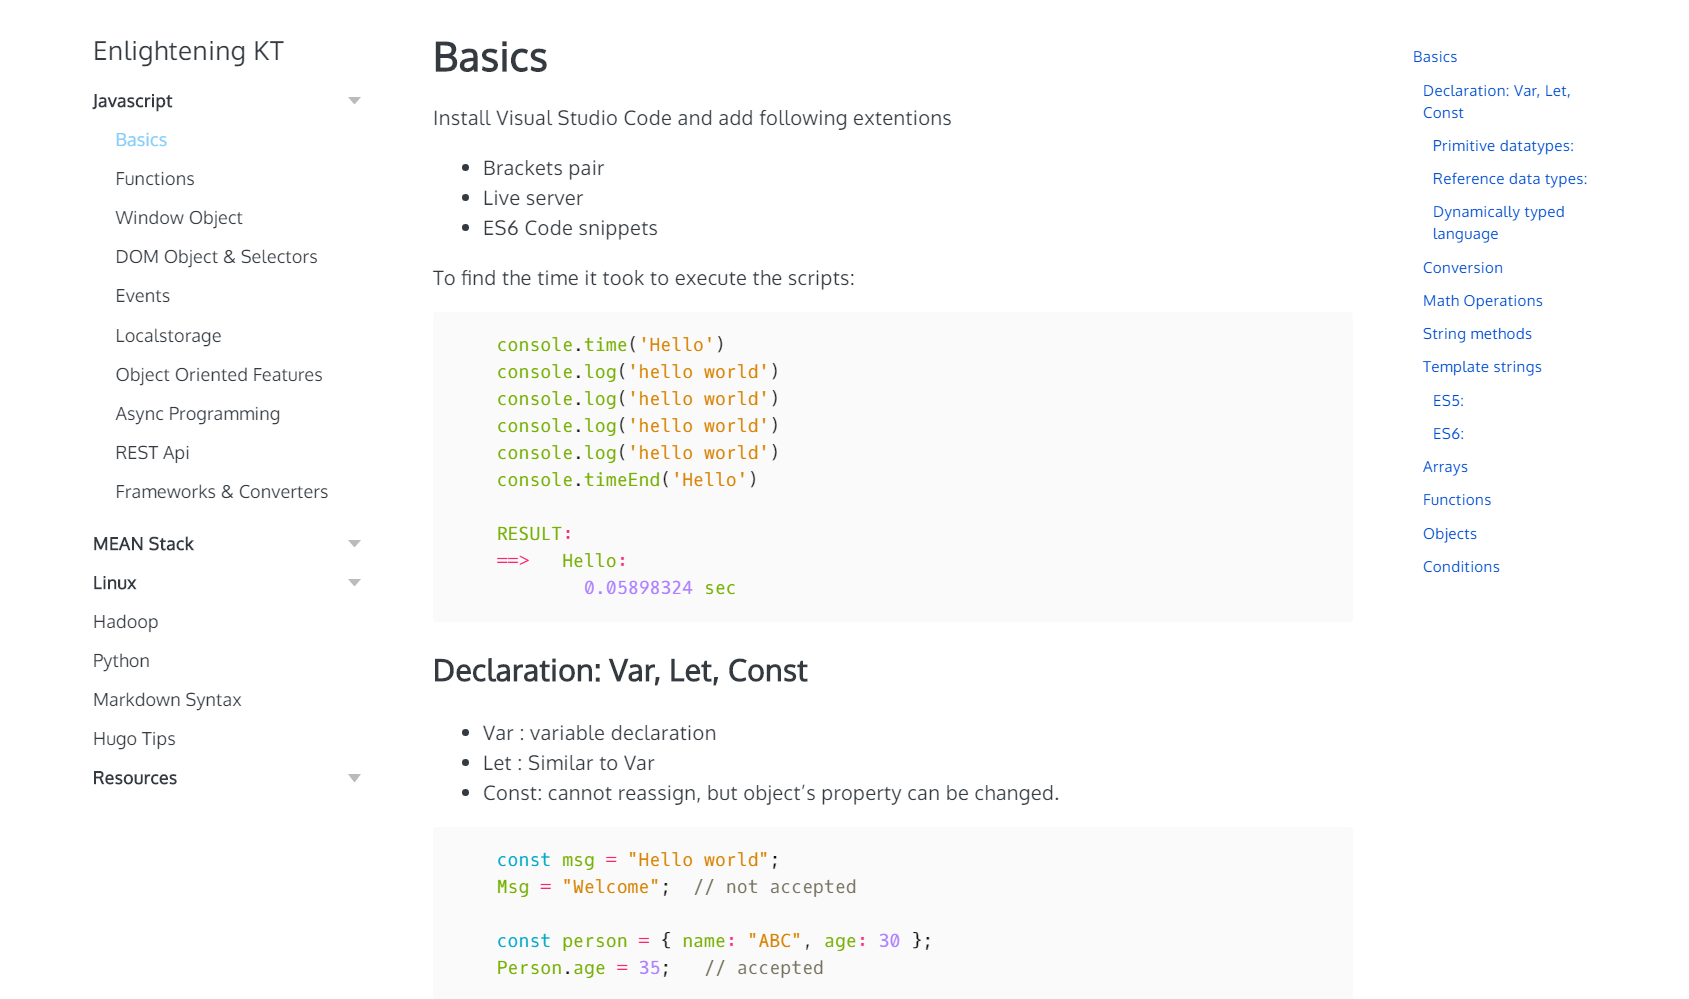 Enlightening KT
Javascript
Basics
Functions
Window Object
DOM Object & Selectors
Events
Localstorage
Object Oriented Features
Async Programming
REST Api
Frameworks & Converters
MEAN Stack
Linux
Hadoop
Python
Markdown Syntax
Hugo Tips
Resources
Basics
Install Visual Studio Code and add following extentions
Brackets pair
Live server
ES6 Code snippets
To find the time it took to execute the scripts:
console.time('Hello')
console.log('hello world')
console.log('hello world')
console.log('hello world')
console.log('hello world')
console.timeEnd('Hello')
RESULT:
==> Hello:
0.05898324 sec
Declaration: Var, Let, Const
Var : variable declaration
Let : Similar to Var
Const: cannot reassign, but object’s property can be changed.
const msg = "Hello world";
Msg = "Welcome"; // not accepted
const person = { name: "ABC", age: 30 };
Person.age = 35; // accepted
Basics
Declaration: Var, Let,
Const
Primitive datatypes:
Reference data types:
Dynamically typed
language
Conversion
Math Operations
String methods
Template strings
ES5:
ES6:
Arrays
Functions
Objects
Conditions